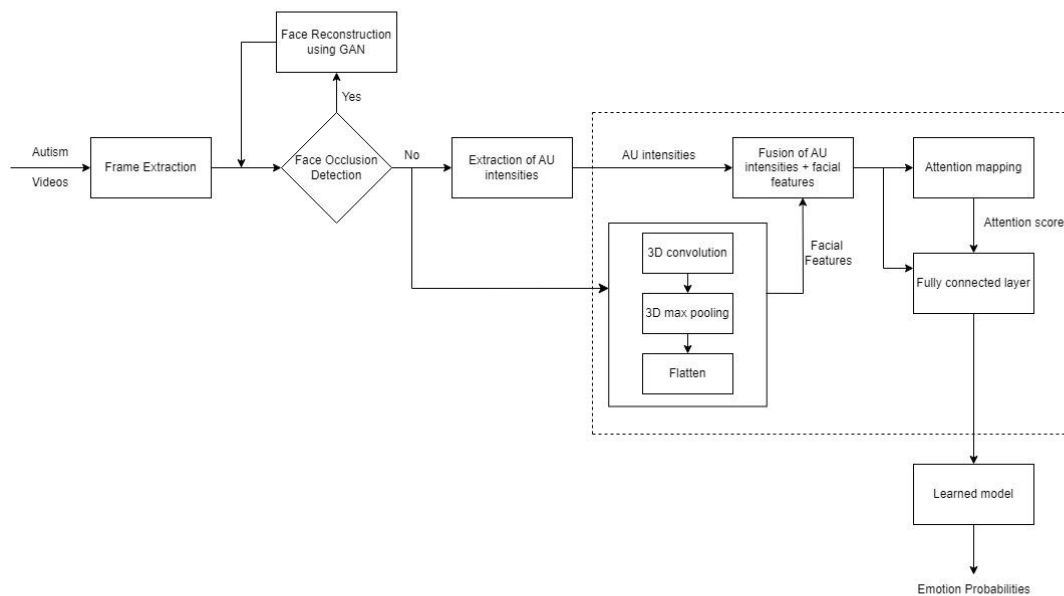 Face Reconstruction
using GAN
Yes
Autism
Videos
Frame Extraction
Face Occlusion
Detection
No
Extraction of AU
intensities
AU intensities
Fusion of AU
intensities + facial
features
Attention mapping
Attention score
3D convolution
Facial
Features
Fully connected layer
3D max pooling
Flatten
Learned model
Emotion Probabilities